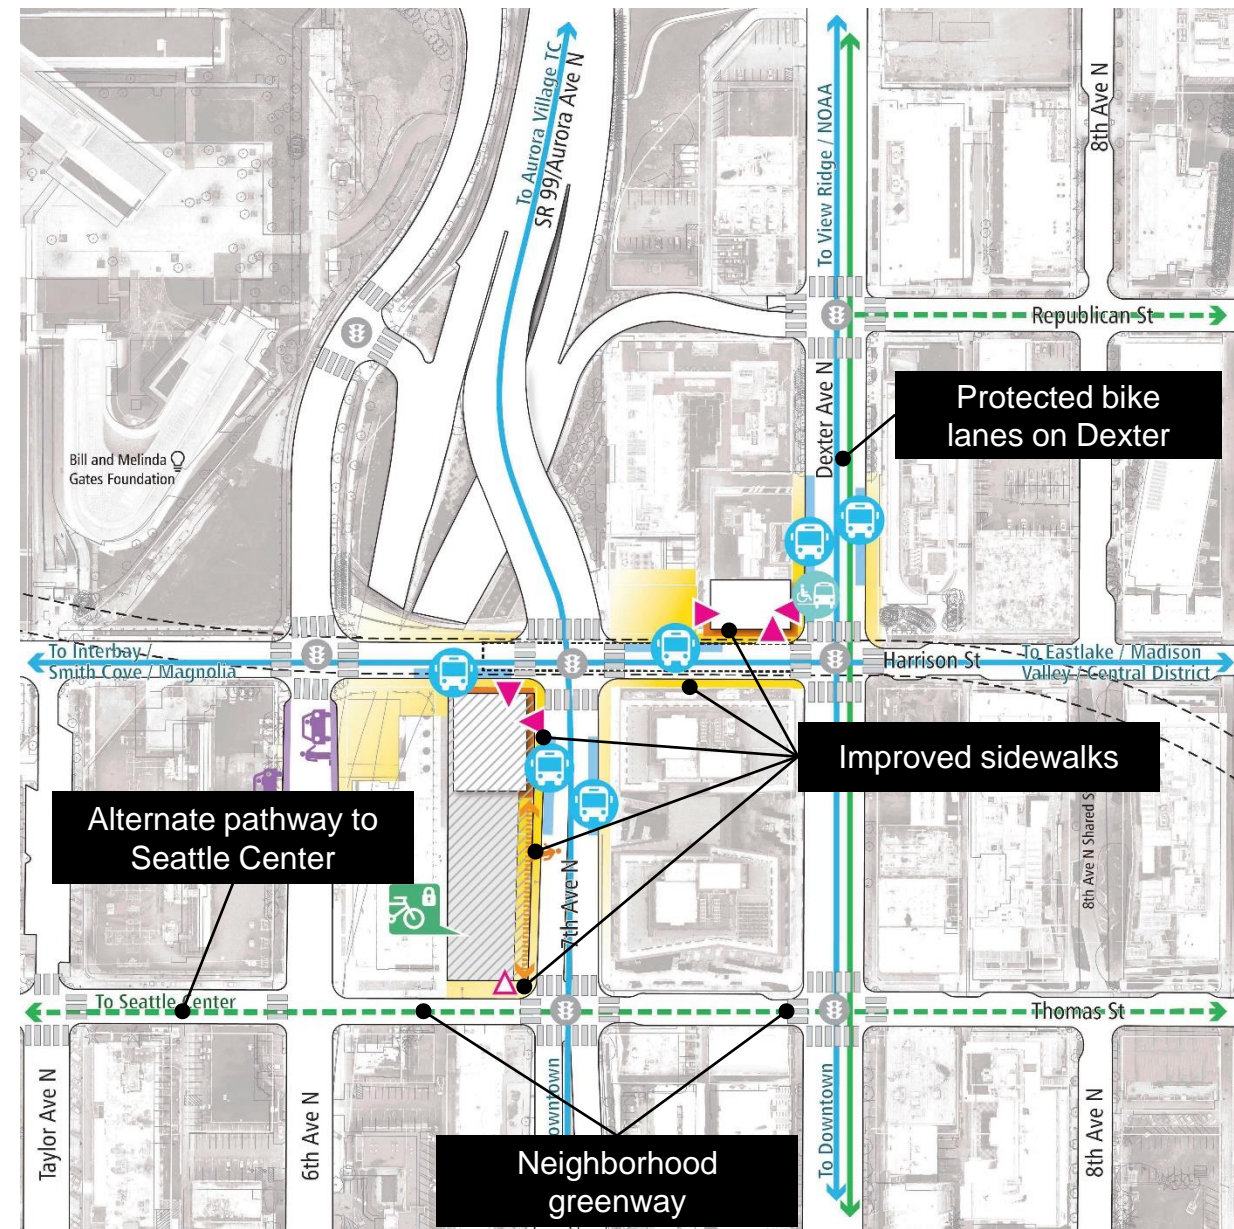 To Aurora Village TC
SR 99/Aurora Ave N
To View Ridge / NOAA
8th Ave N
Republican St
Dexter Ave N
Protected bike
lanes on Dexter
Bill and Melinda
Gates Foundation
To Interbay /
Smith Cove / Magnolia
Harrison St
To Eastlake / Madison
Valley / Central District
Improved sidewalks
Alternate pathway to
Seattle Center
7th Ave N
8th Ave N Shared S
To Seattle Center
Thomas St
Taylor Ave N
6th Ave N
owntown
To Downtown
8th Ave N
Neighborhood
greenway